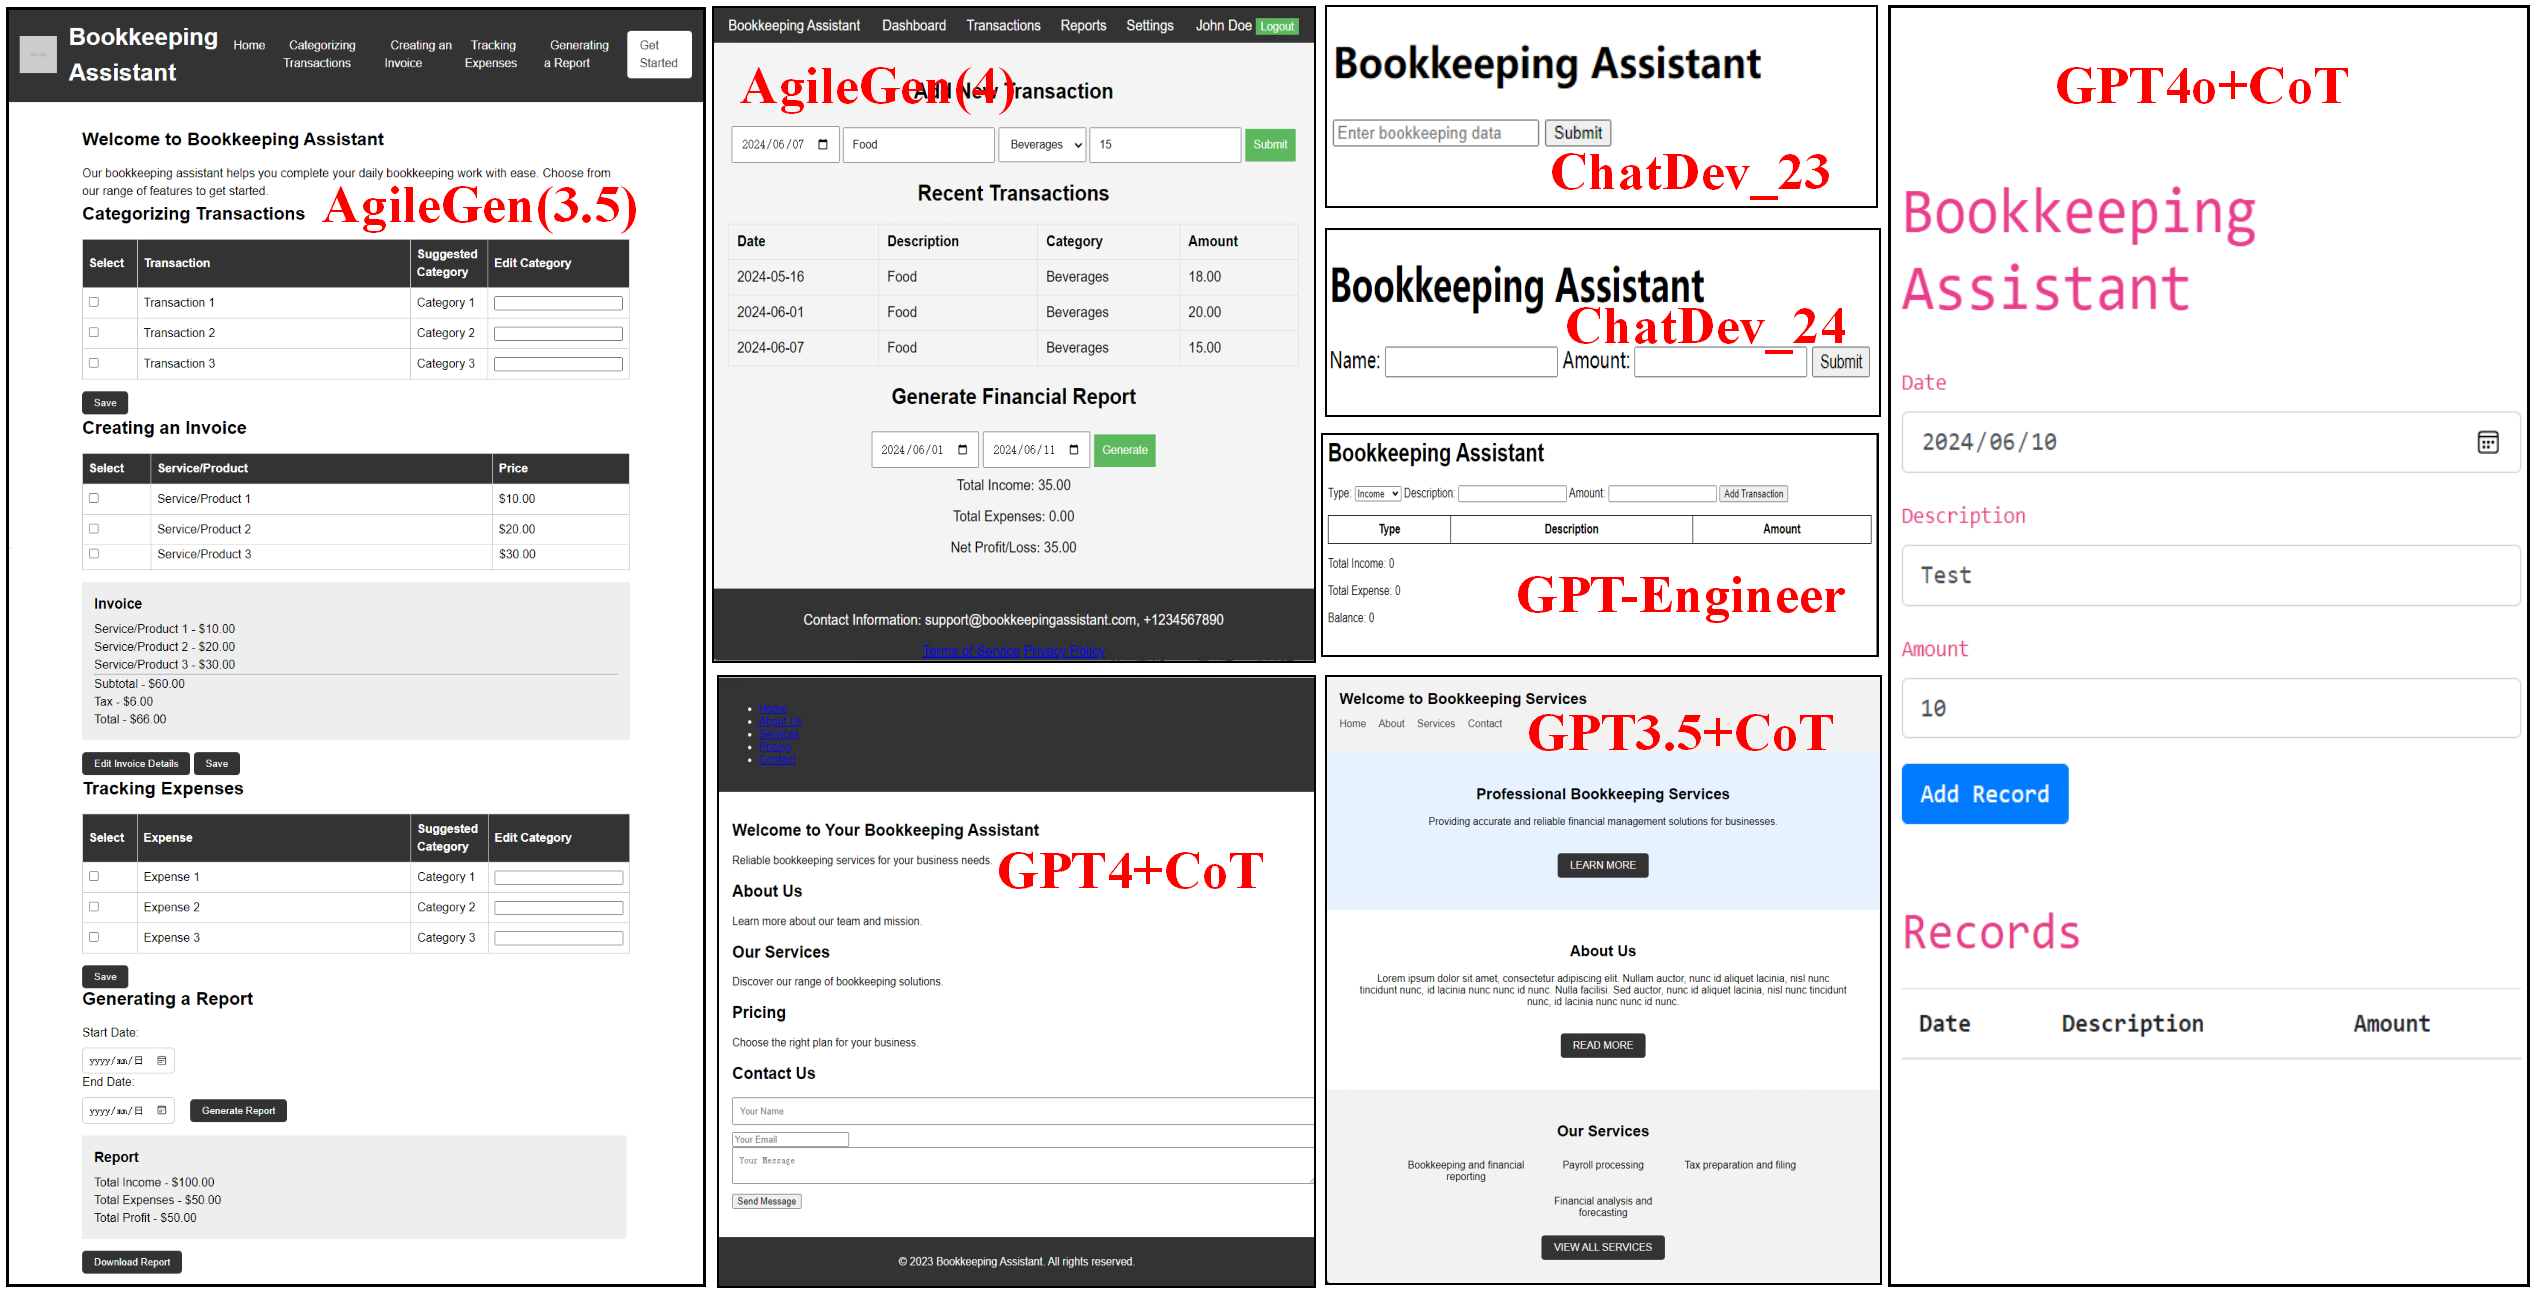 Bookkeeping
Assistant
Home
Categorizing
Transactions
Creating an
Invoice
Tracking
Expenses
Generating
a Report
Get
Started
Welcome to Bookkeeping Assistant
Our bookkeeping assistant helps you complete your daily bookkeeping work with ease. Choose from
our range of features to get started.
Categorizing Transactions
AgileGen(3.5)
Select Transaction Suggested Category Edit Category
Transaction 1 Category 1
Transaction 2 Category 2
Transaction 3 Category 3
Save
Creating an Invoice
Select Service/Product Price
Service/Product 1 $10.00
Service/Product 2 $20.00
Service/Product 3 $30.00
Invoice
Service/Product 1 - $10.00
Service/Product 2 - $20.00
Service/Product 3 - $30.00
Subtotal - $60.00
Tax - $6.00
Total - $66.00
Edit Invoice Details Save
Tracking Expenses
Select Expense Suggested Category Edit Category
Expense 1 Category 1
Expense 2 Category 2
Expense 3 Category 3
Save
Generating a Report
Start Date:
yyyy/mm/日
End Date:
yyyy/mm/日 Generate Report
Report
Total Income - $100.00
Total Expenses - $50.00
Total Profit - $50.00
Download Report
Bookkeeping Assistant Dashboard Transactions Reports Settings John Doe Logout
AgileGen(4)
Add New Transaction
2024/06/07 Food Beverages 15 Submit
Recent Transactions
Date Description Category Amount
2024-05-16 Food Beverages 18.00
2024-06-01 Food Beverages 20.00
2024-06-07 Food Beverages 15.00
Generate Financial Report
2024/06/01 2024/06/11 Generate
Total Income: 35.00
Total Expenses: 0.00
Net Profit/Loss: 35.00
Contact Information: support@bookkeepingassistant.com, +1234567890
Terms of Service Privacy Policy
Home
About Us
Services
Pricing
Contact
Welcome to Your Bookkeeping Assistant
Reliable bookkeeping services for your business needs.
GPT4+CoT
About Us
Learn more about our team and mission.
Our Services
Discover our range of bookkeeping solutions.
Pricing
Choose the right plan for your business.
Contact Us
Your Name
Your Email
Your Message
Send Message
© 2023 Bookkeeping Assistant. All rights reserved.
Bookkeeping Assistant
Enter bookkeeping data Submit
ChatDev_23
Bookkeeping Assistant
ChatDev_24
Name: Amount: Submit
Bookkeeping Assistant
Type: Income Description: Amount: Add Transaction
Type Description Amount
Total Income: 0
Total Expense: 0
Balance: 0
GPT-Engineer
Welcome to Bookkeeping Services
Home About Services Contact
GPT3.5+CoT
Professional Bookkeeping Services
Providing accurate and reliable financial management solutions for businesses.
LEARN MORE
About Us
Lorem ipsum dolor sit amet, consectetur adipiscing elit. Nullam auctor, nunc id aliquet lacinia, nisl nunc
tincidunt nunc, id lacinia nunc nunc id nunc. Nulla facilisi. Sed auctor, nunc id aliquet lacinia, nisl nunc tincidunt
nunc, id lacinia nunc nunc id nunc.
READ MORE
Our Services
Bookkeeping and financial
reporting
Payroll processing
Tax preparation and filing
Financial analysis and
forecasting
VIEW ALL SERVICES
GPT4o+CoT
Bookkeeping
Assistant
Date
2024/06/10
Description
Test
Amount
10
Add Record
Records
Date Description Amount